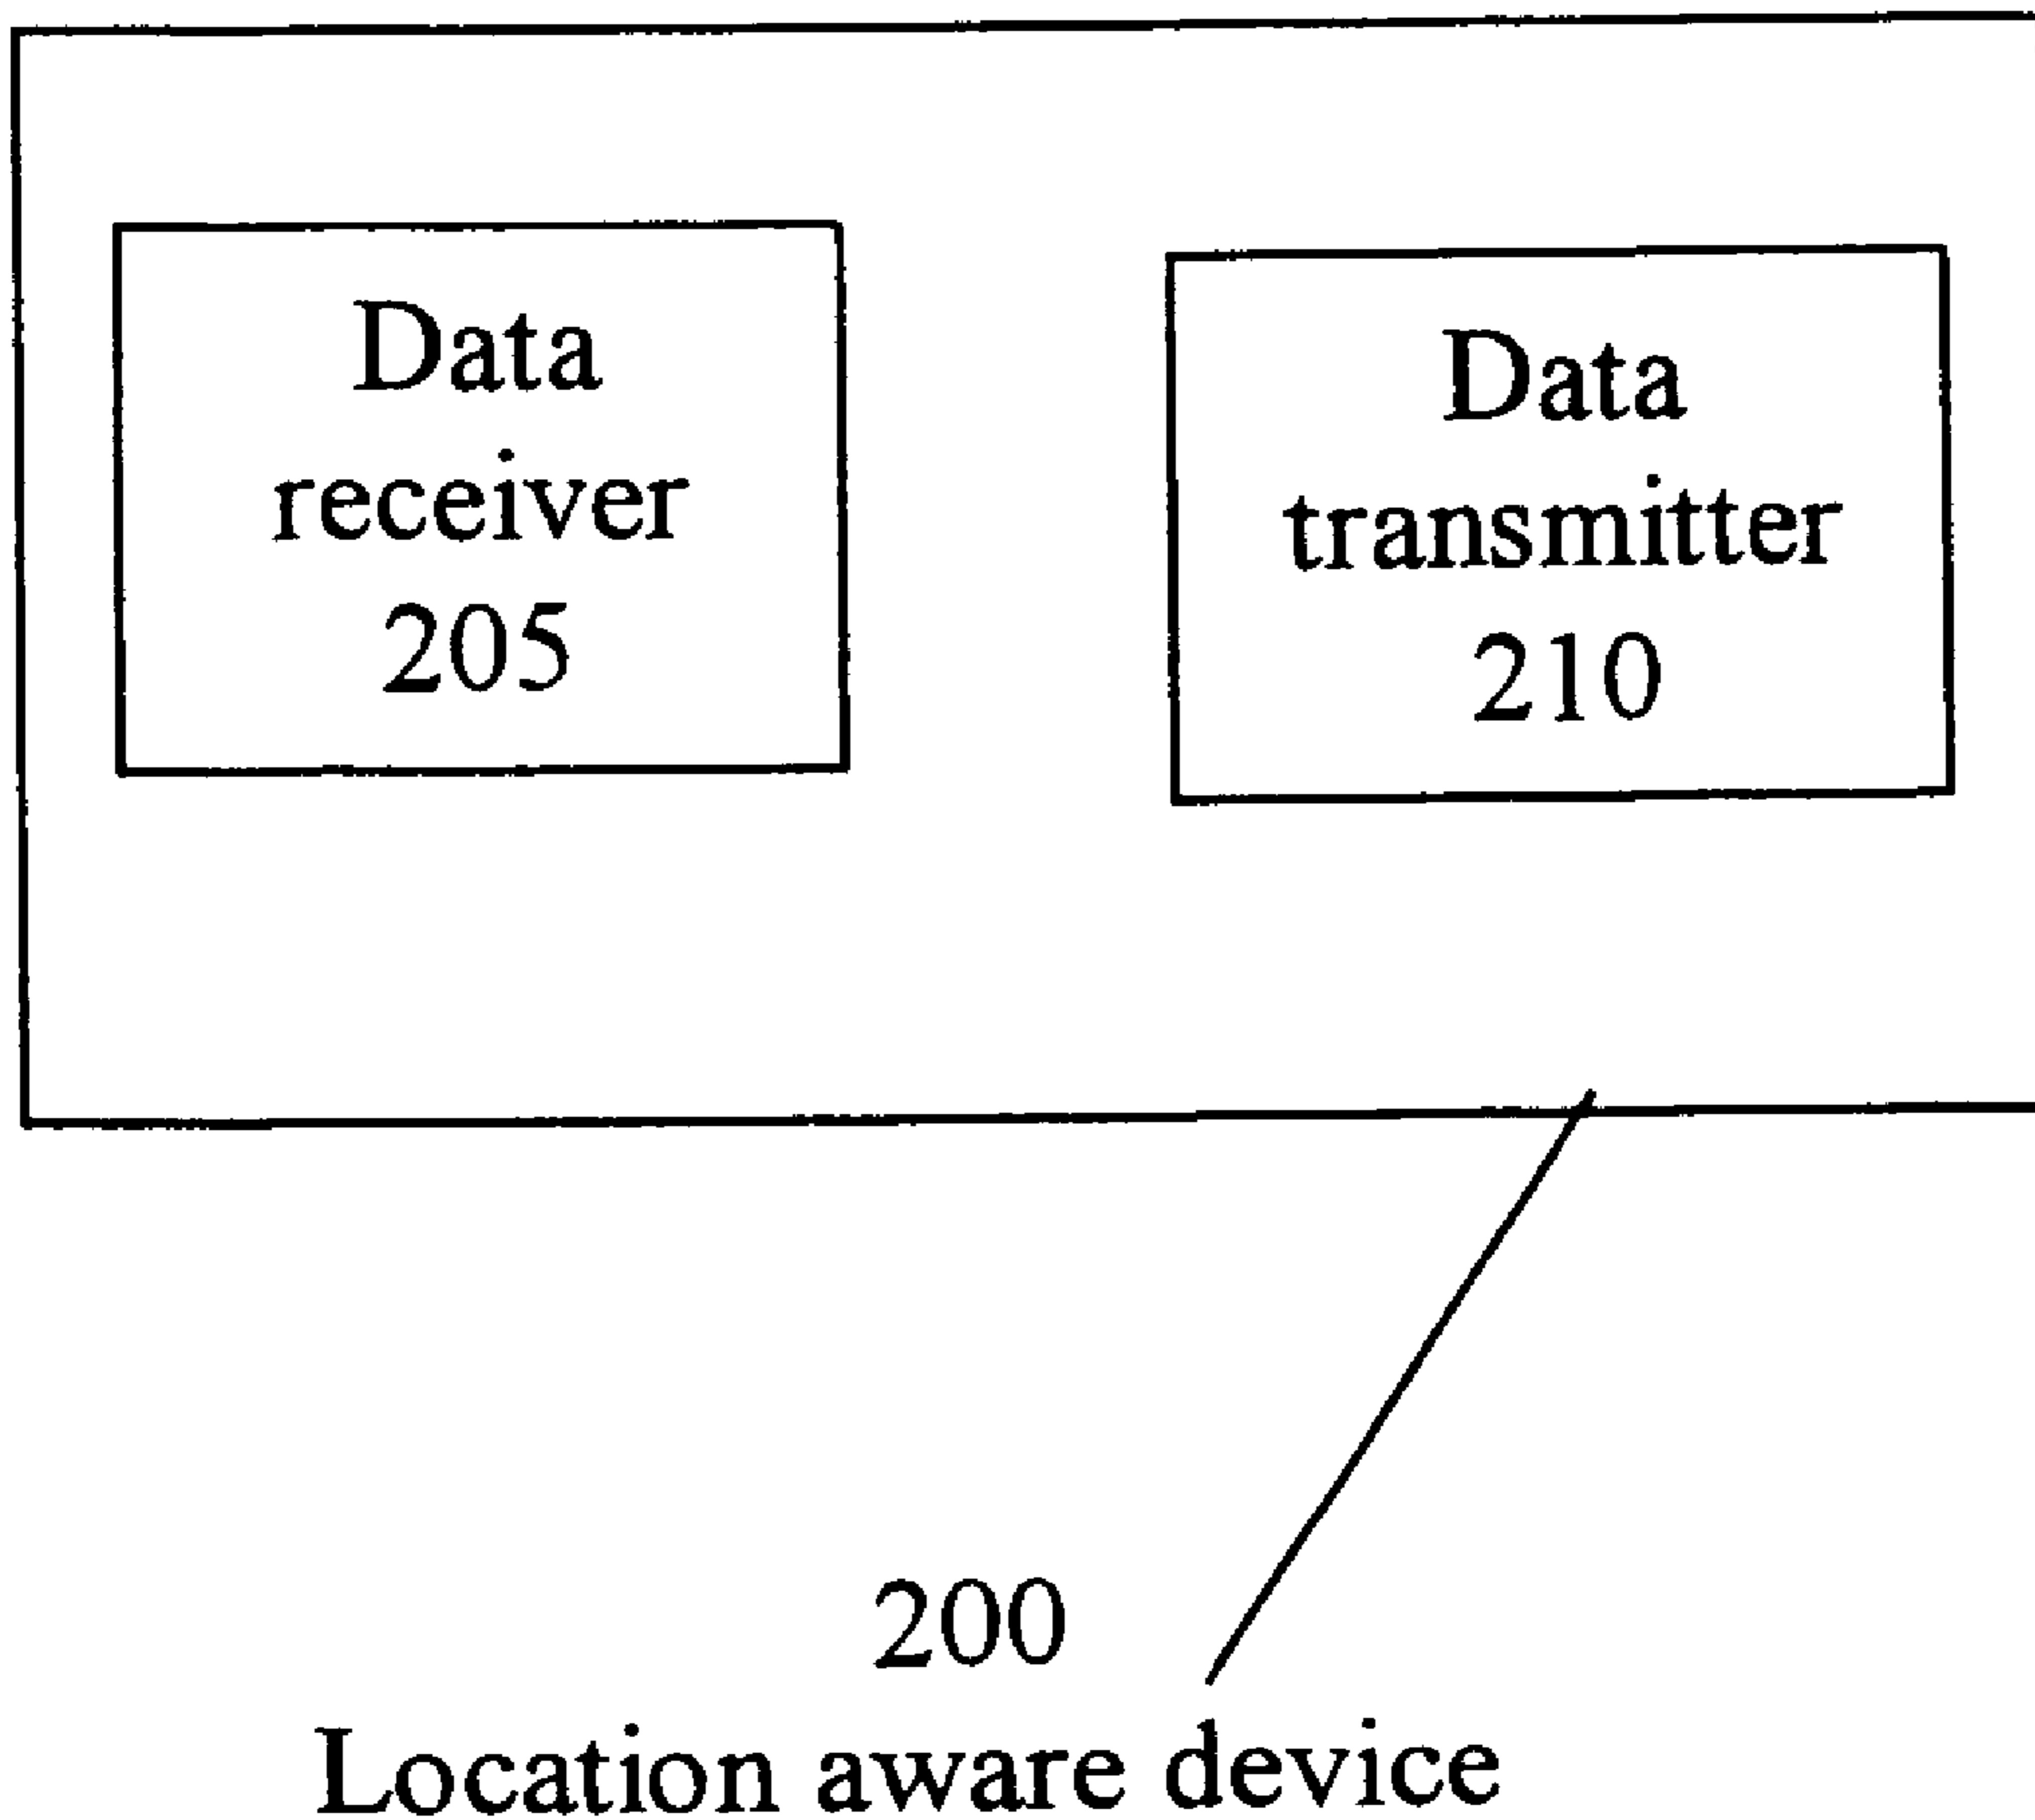 Data
receiver
205
Data
transmitter
210
200
Location aware device